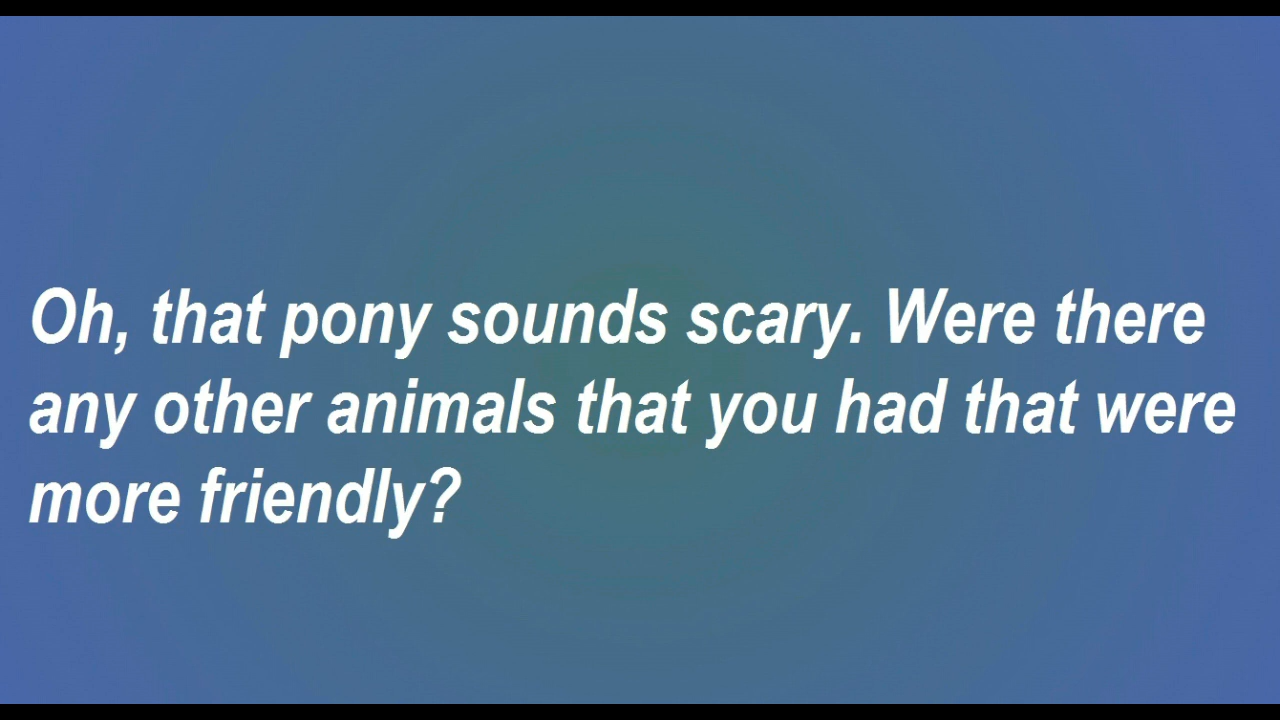 Oh, that pony sounds scary. Were there
any other animals that you had that were
more friendly?